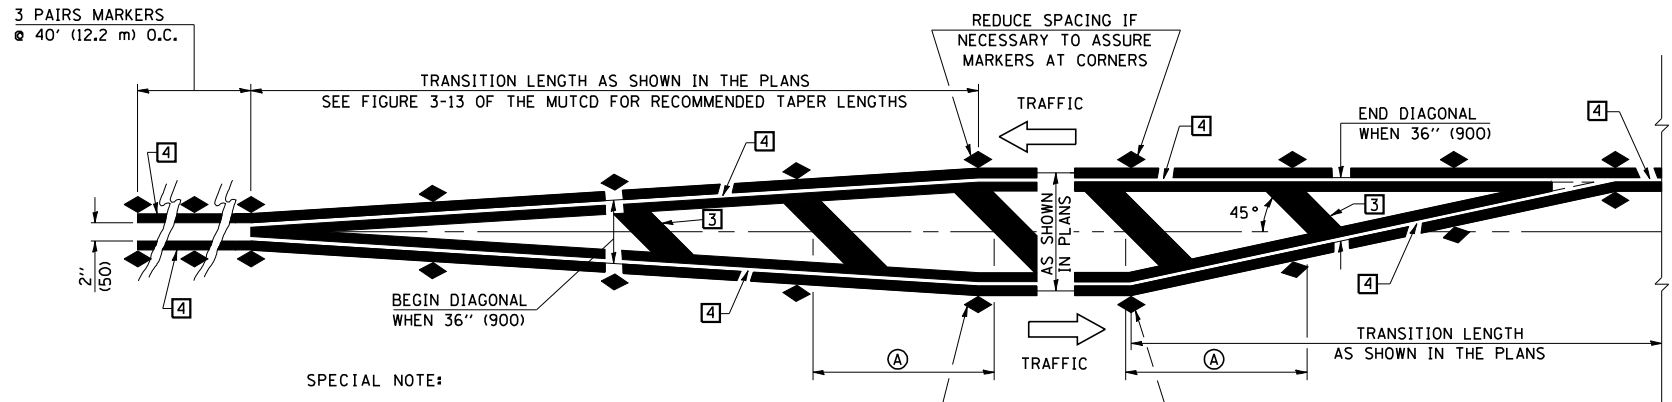 3 PAIRS MARKERS
@ 40' (12.2 m) O.C.
TRANSITION LENGTH AS SHOWN IN THE PLANS
SEE FIGURE 3-13 OF THE MUTCD FOR RECOMMENDED TAPER LENGTHS
REDUCE SPACING IF
NECESSARY TO ASSURE
MARKERS AT CORNERS
TRAFFIC
END DIAGONAL
WHEN 36'' (900)
4
4
4
4
3
3
45°
AS SHOWN
IN PLANS
2''
(50)
4
BEGIN DIAGONAL
WHEN 36'' (900)
4
4
A
TRAFFIC
A
TRANSITION LENGTH
AS SHOWN IN THE PLANS
SPECIAL NOTE: